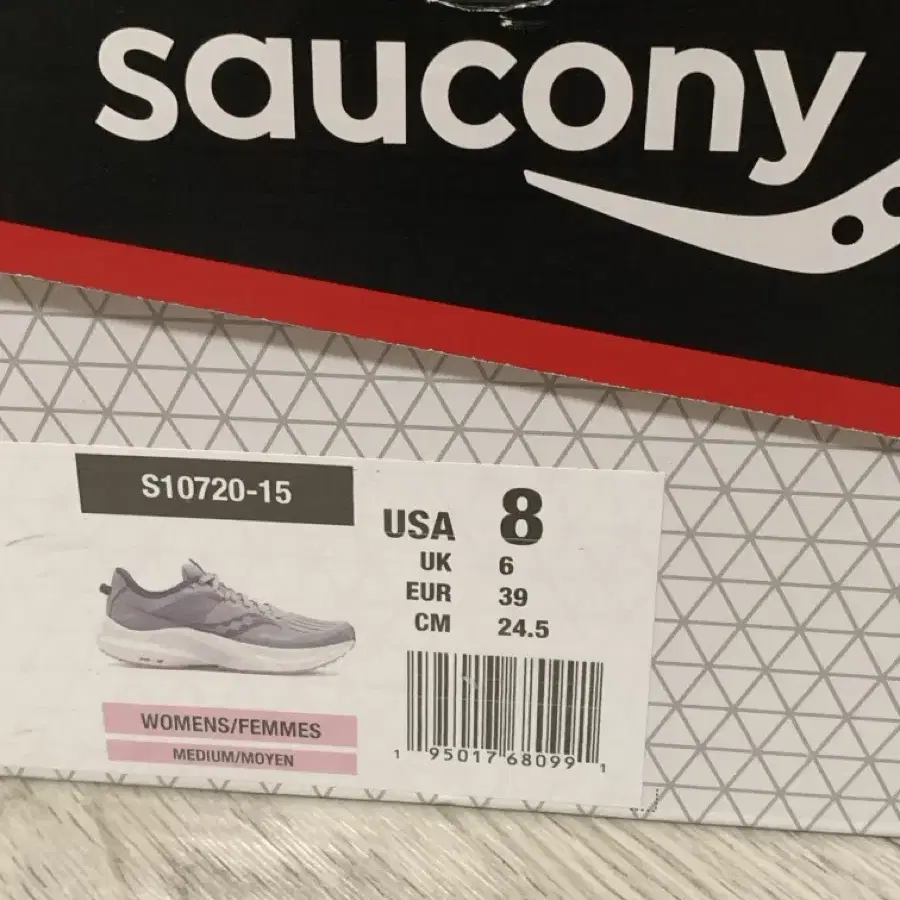 saucony
S10720-15
USA 8
UK 6
EUR 39
CM 24.5
WOMENS/FEMMES
MEDIUM/MOYEN
1 95017 68099 1